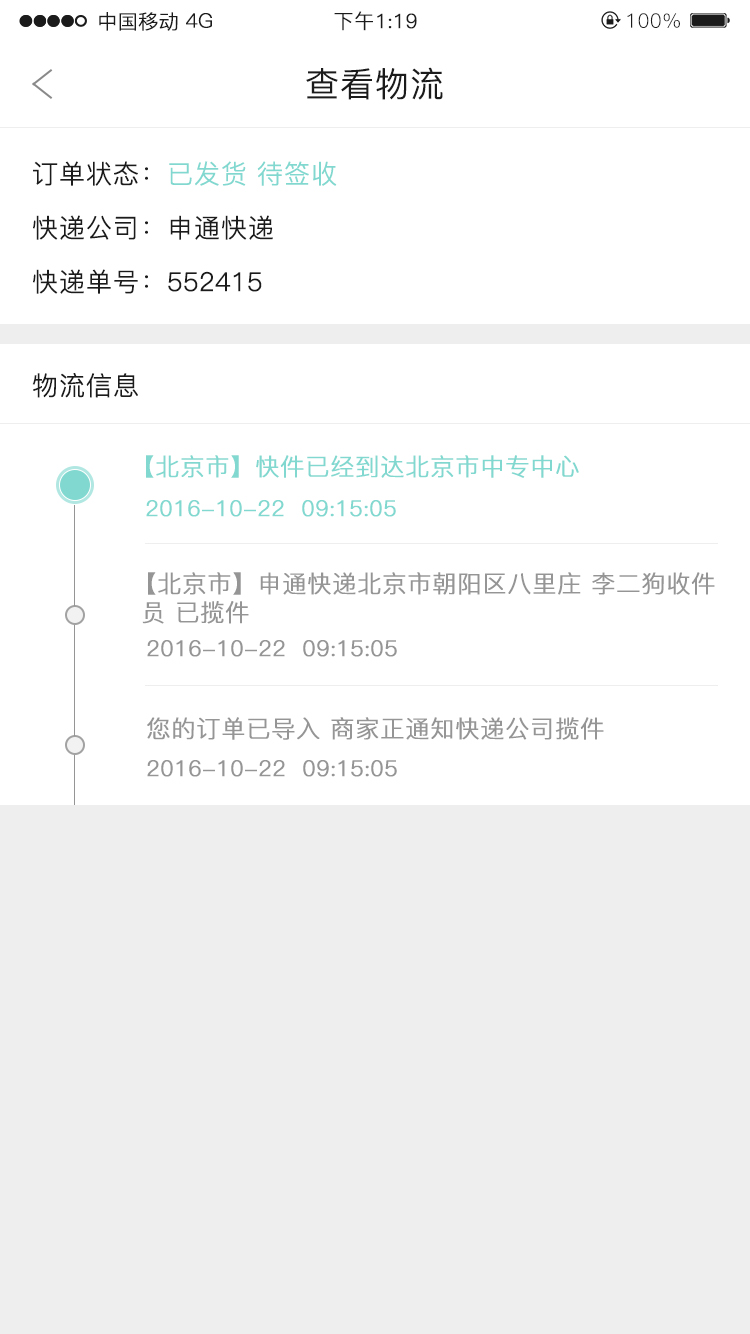 中国移动 4G 下午1:19 100%
查看物流
订单状态：已发货 待签收
快递公司：申通快递
快递单号：552415
物流信息
【北京市】快件已经到达北京市中专中心
2016-10-22 09:15:05
【北京市】申通快递北京市朝阳区八里庄 李二狗收件
员 已揽件
2016-10-22 09:15:05
您的订单已导入 商家正通知快递公司揽件
2016-10-22 09:15:05